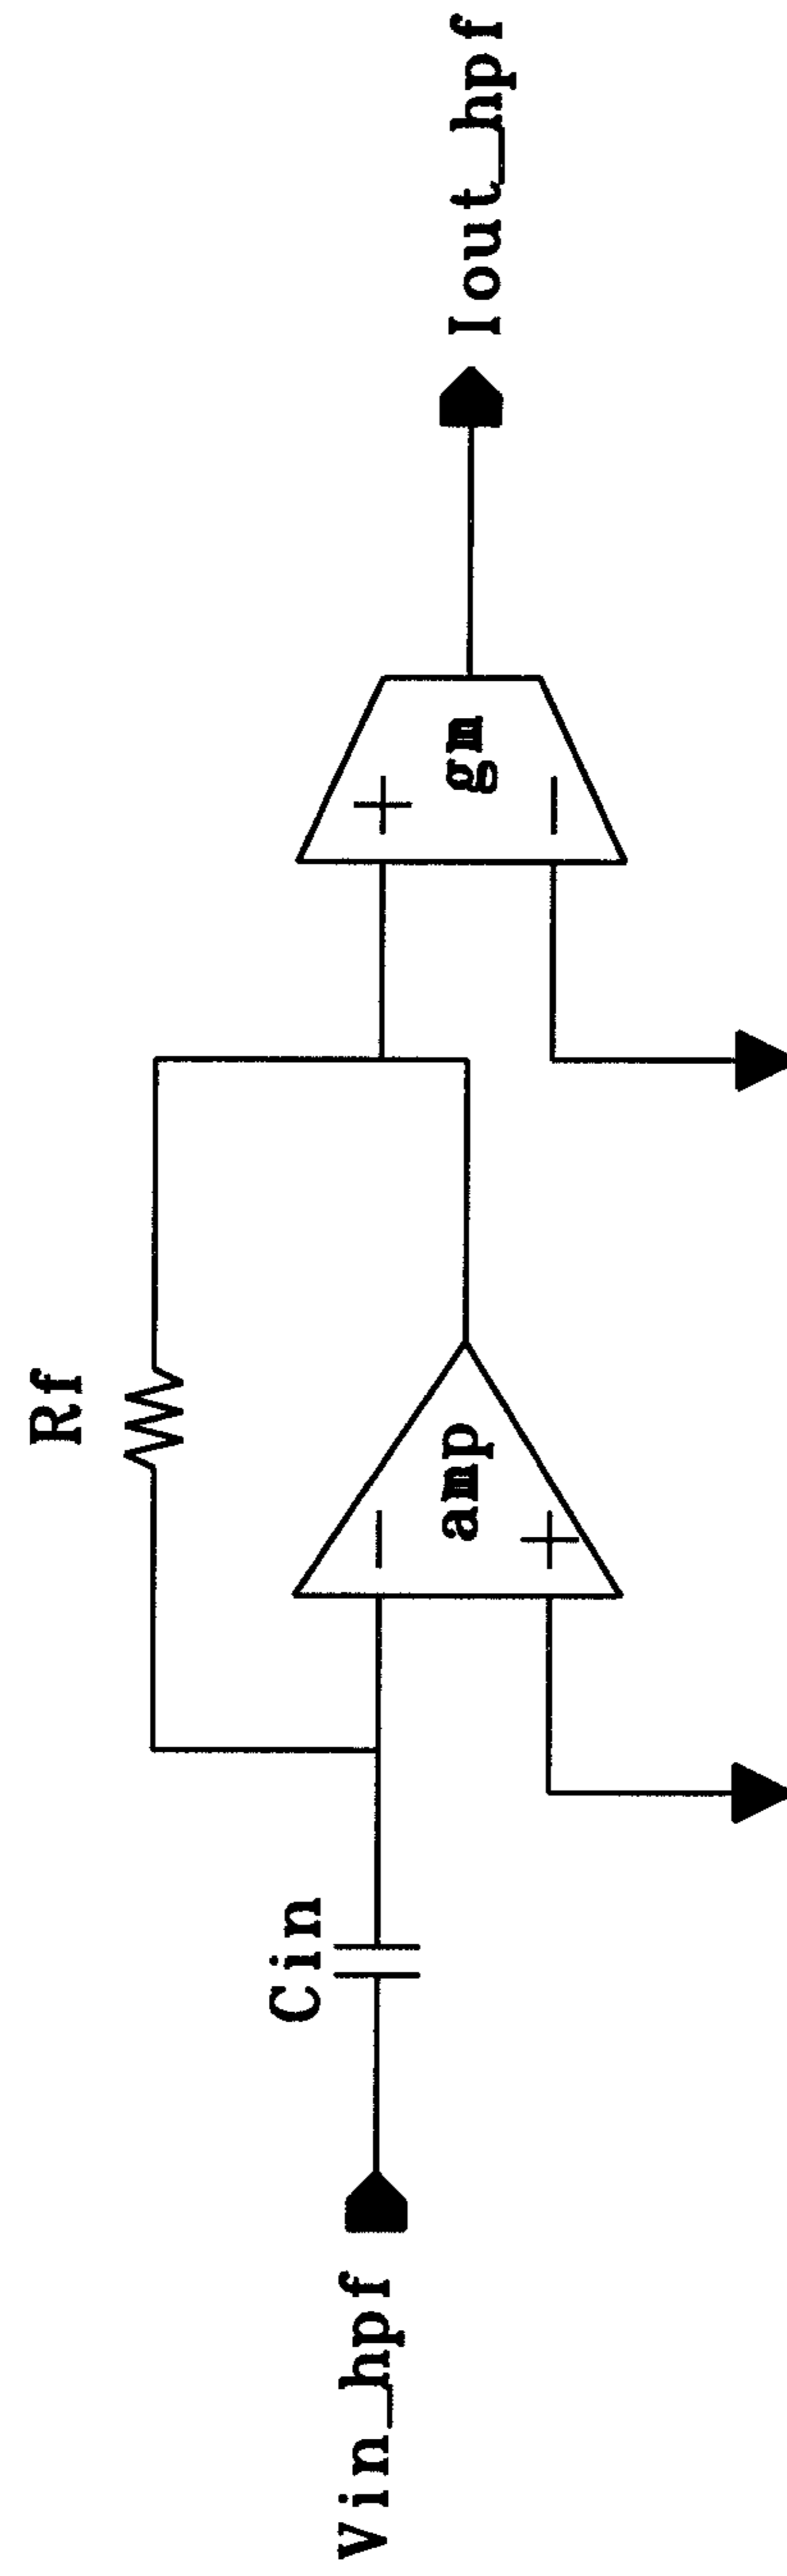 Rf
Cin
Vin_hpf
amp
gm
Iout_hpf